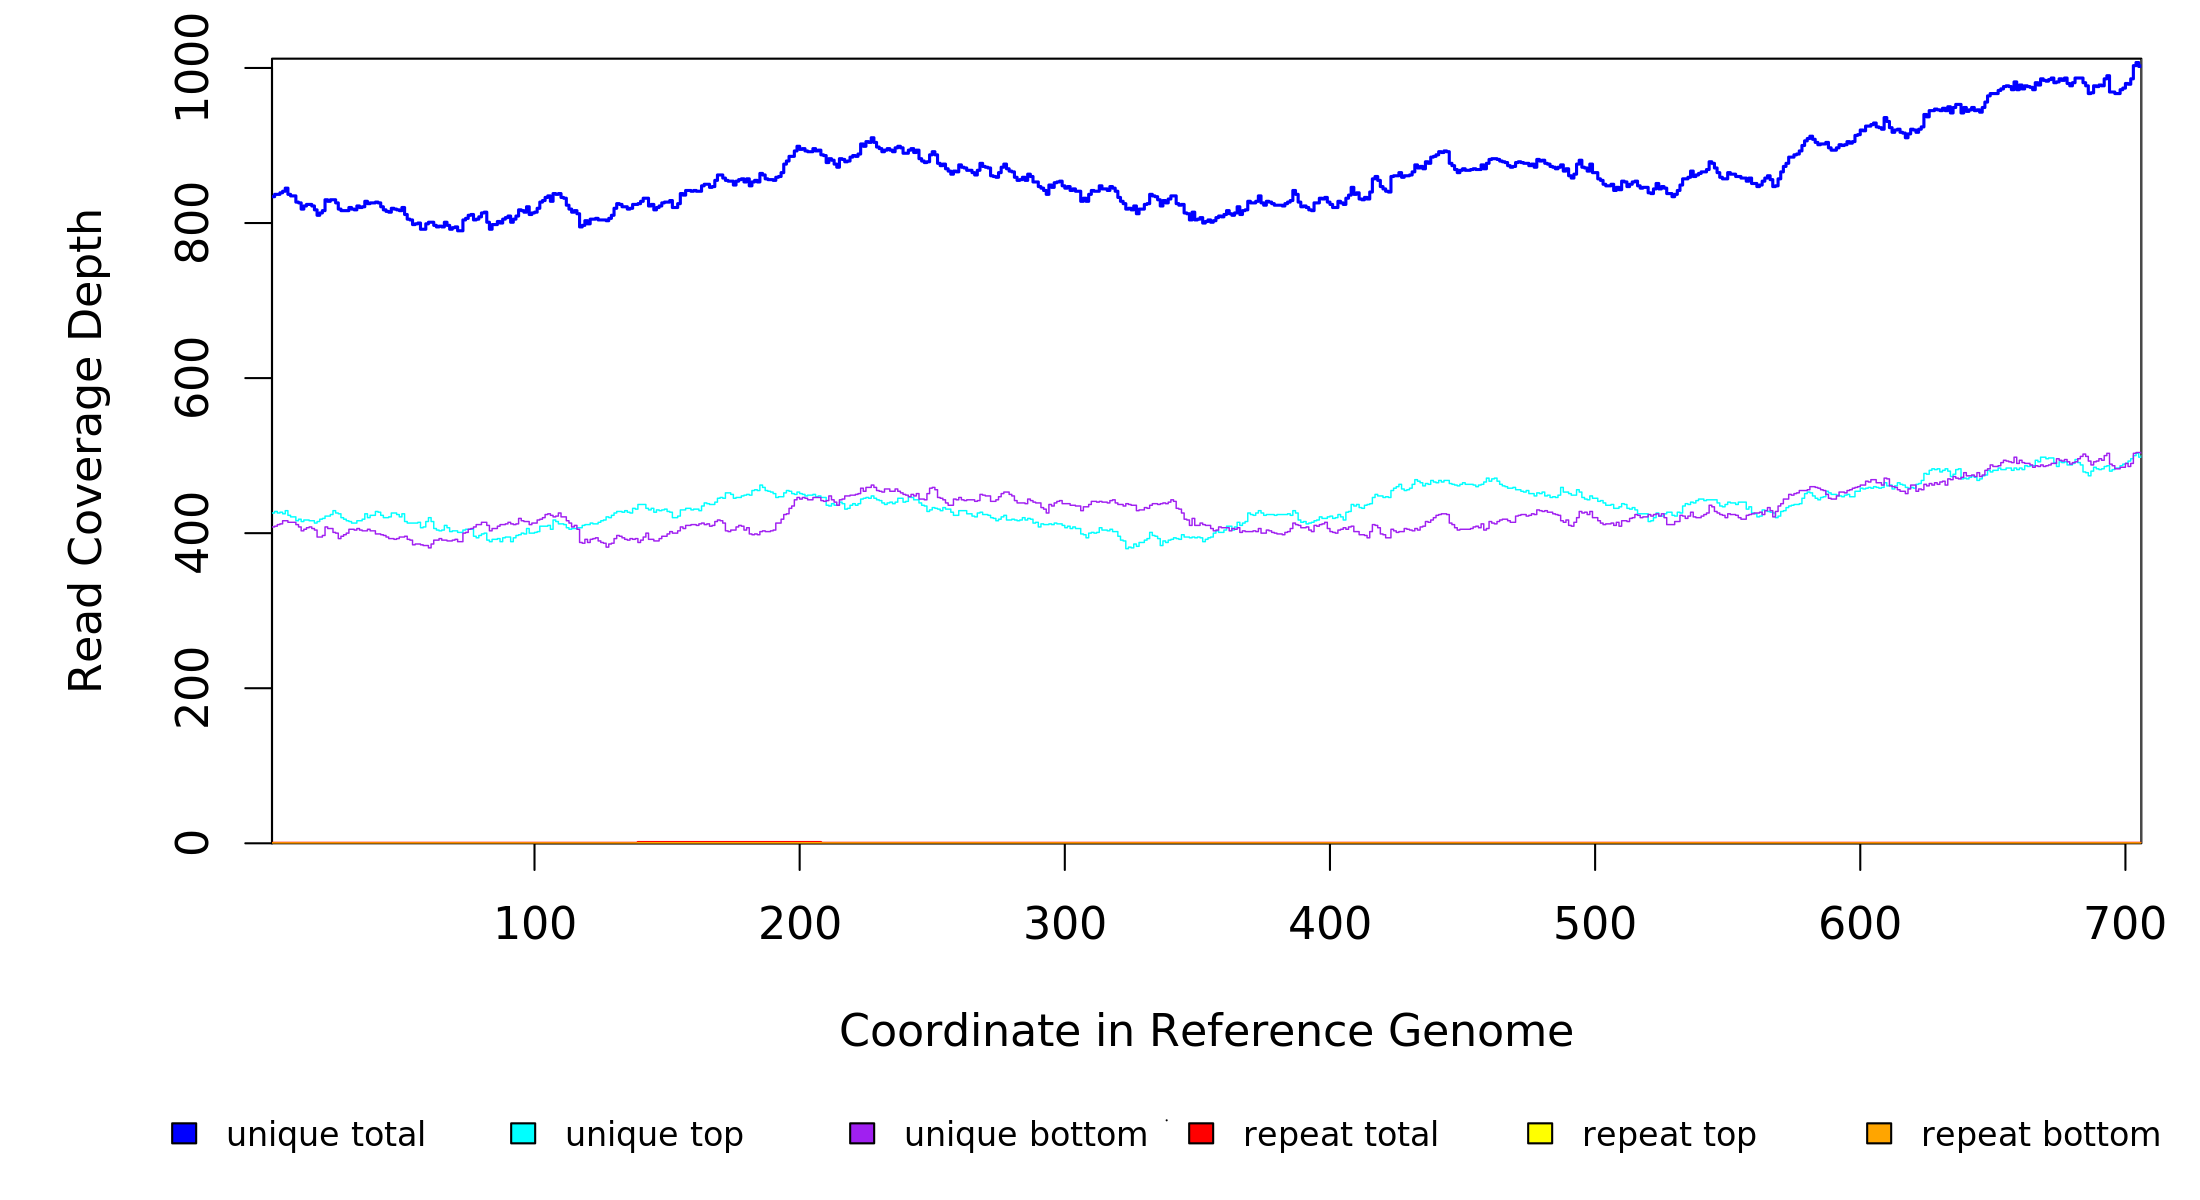 Read Coverage Depth
1000
800
600
400
200
0
100 200 300 400 500 600 700
Coordinate in Reference Genome
unique total unique top unique bottom repeat total repeat top repeat bottom